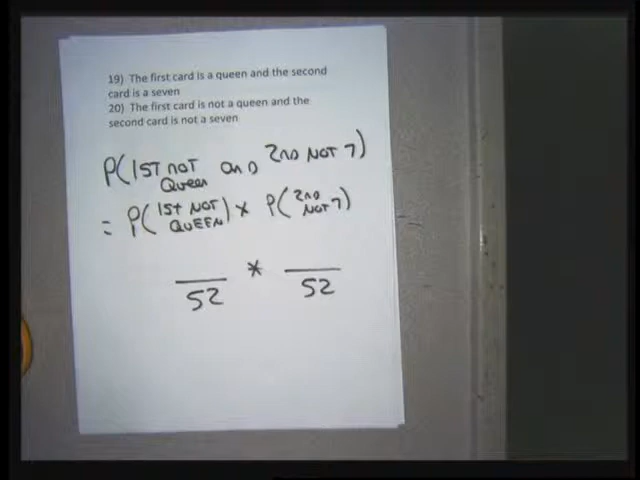 19) The first card is a queen and the second
card is a seven
20) The first card is not a queen and the
second card is not a seven
P(1ST NOT QUEEN AND 2ND NOT 7)
= P(1ST NOT QUEEN) × P(2ND NOT 7)
__ * __
52 52